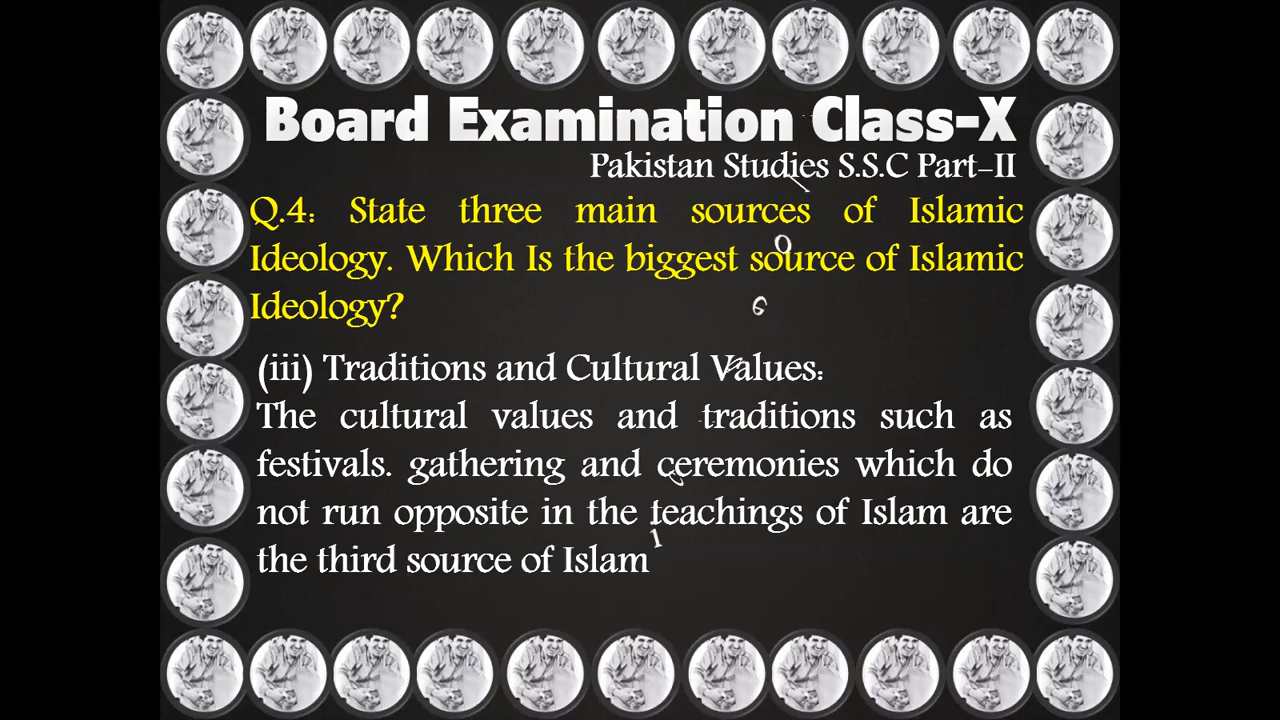 Board Examination Class-X
Pakistan Studies S.S.C Part-II
Q.4: State three main sources of Islamic
Ideology. Which Is the biggest source of Islamic
Ideology?
(iii) Traditions and Cultural Values:
The cultural values and traditions such as
festivals. gathering and ceremonies which do
not run opposite in the teachings of Islam are
the third source of Islam